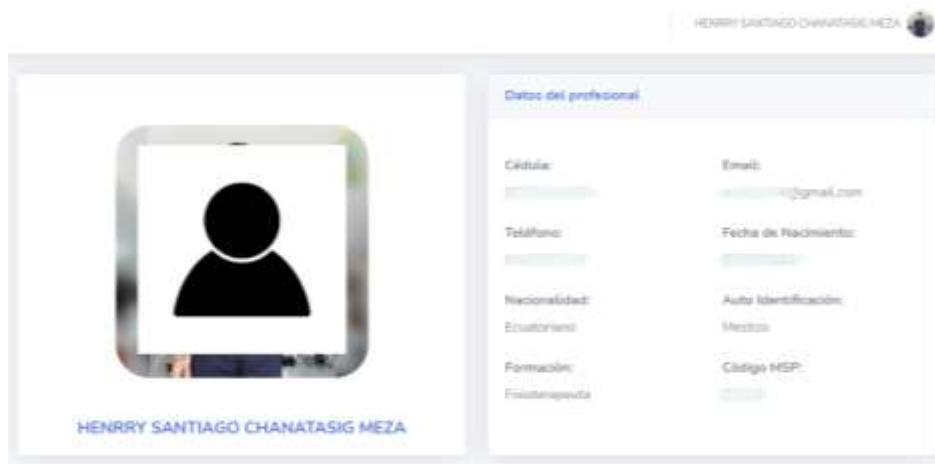 HENRRY SANTIAGO CHANATASIG MEZA
HENRRY SANTIAGO CHANATASIG MEZA
Datos del profesional
Cédula:
Email:
@gmail.com
Teléfono:
Fecha de Nacimiento:
Nacionalidad:
Auto Identificación:
Ecuatoriano
Mestizo
Formación:
Código MSP:
Fisioterapeuta